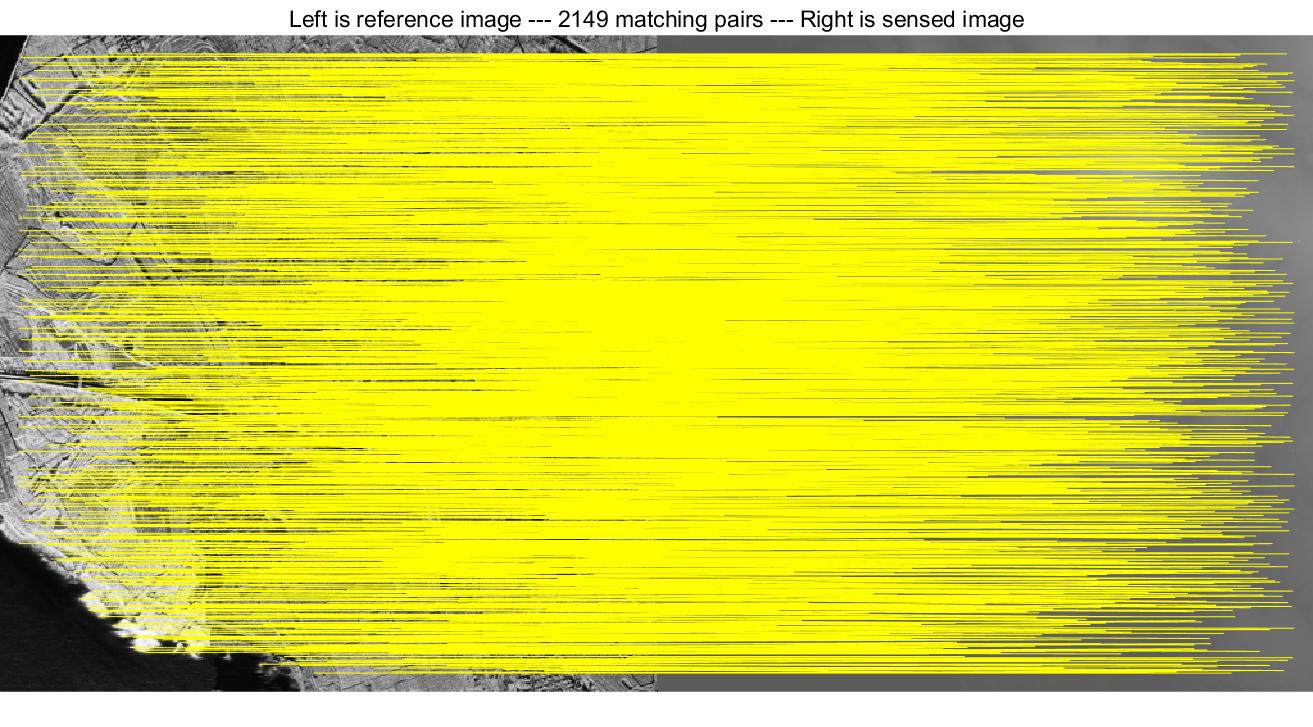 Left is reference image --- 2149 matching pairs --- Right is sensed image